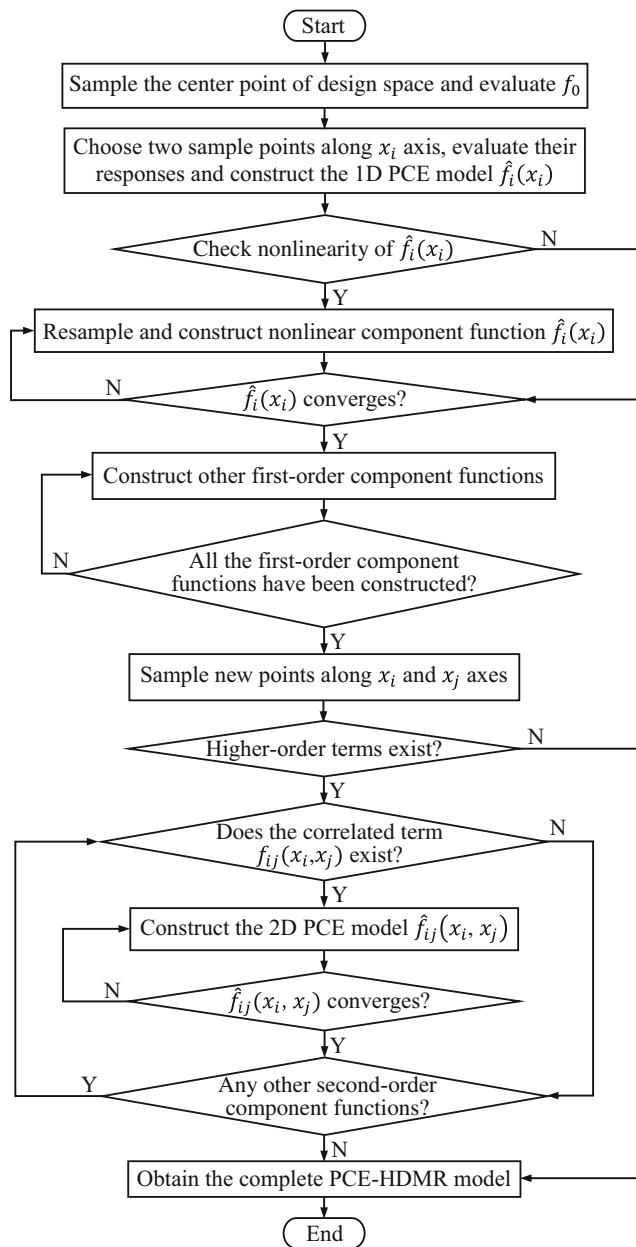 Start
Sample the center point of design space and evaluate f₀
Choose two sample points along xᵢ axis, evaluate their
responses and construct the 1D PCE model f̂ᵢ(xᵢ)
Check nonlinearity of f̂ᵢ(xᵢ)
N
Y
Resample and construct nonlinear component function f̂ᵢ(xᵢ)
N
f̂ᵢ(xᵢ) converges?
Y
Construct other first-order component functions
N
All the first-order component
functions have been constructed?
Y
Sample new points along xᵢ and xⱼ axes
Higher-order terms exist?
N
Y
Does the correlated term
fᵢⱼ(xᵢ,xⱼ) exist?
N
Y
Construct the 2D PCE model f̂ᵢⱼ(xᵢ, xⱼ)
N
f̂ᵢⱼ(xᵢ, xⱼ) converges?
Y
Y
Any other second-order
component functions?
N
Obtain the complete PCE-HDMR model
End